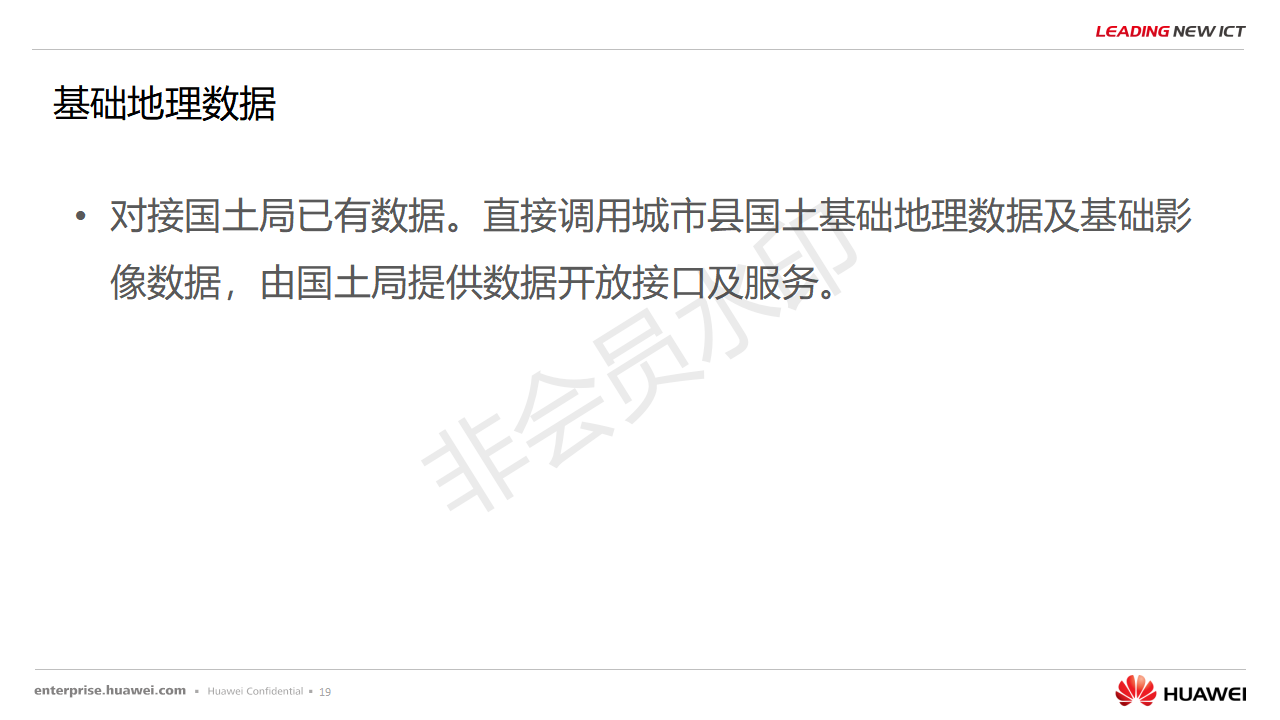 LEADING NEW ICT
基础地理数据
• 对接国土局已有数据。直接调用城市县国土基础地理数据及基础影
像数据，由国土局提供数据开放接口及服务。
非会员水印
enterprise.huawei.com ▪ Huawei Confidential ▪ 19
HUAWEI